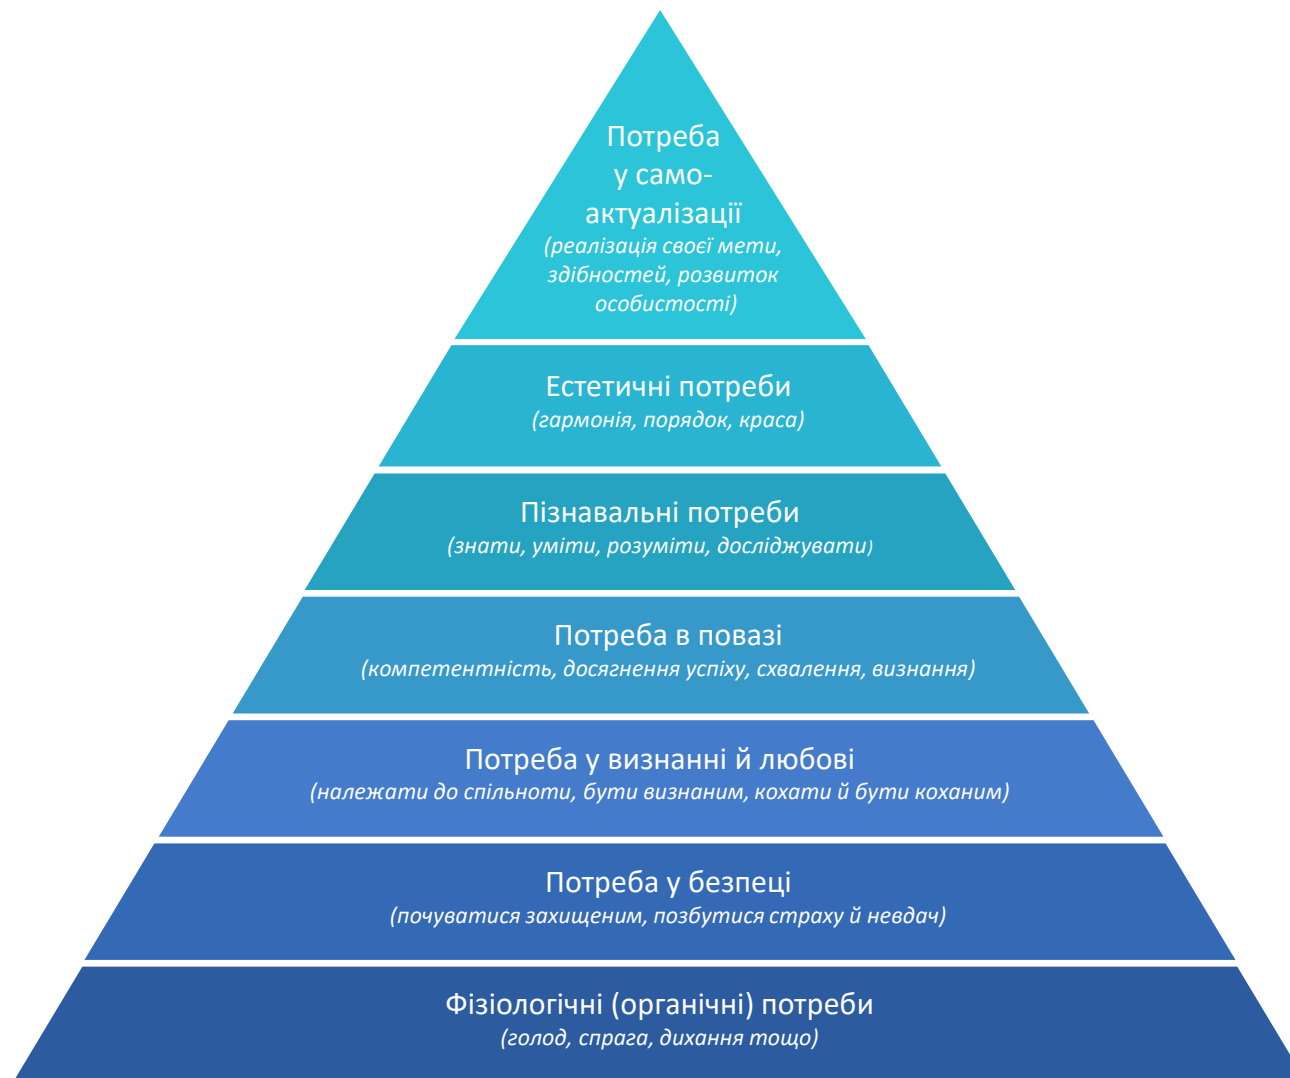 Потреба
у само-
актуалізації
(реалізація своєї мети,
здібностей, розвиток
особистості)
Естетичні потреби
(гармонія, порядок, краса)
Пізнавальні потреби
(знати, уміти, розуміти, досліджувати)
Потреба в повазі
(компетентність, досягнення успіху, схвалення, визнання)
Потреба у визнанні й любові
(належати до спільноти, бути визнаним, кохати й бути коханим)
Потреба у безпеці
(почуватися захищеним, позбутися страху й невдач)
Фізіологічні (органічні) потреби
(голод, спрага, дихання тощо)